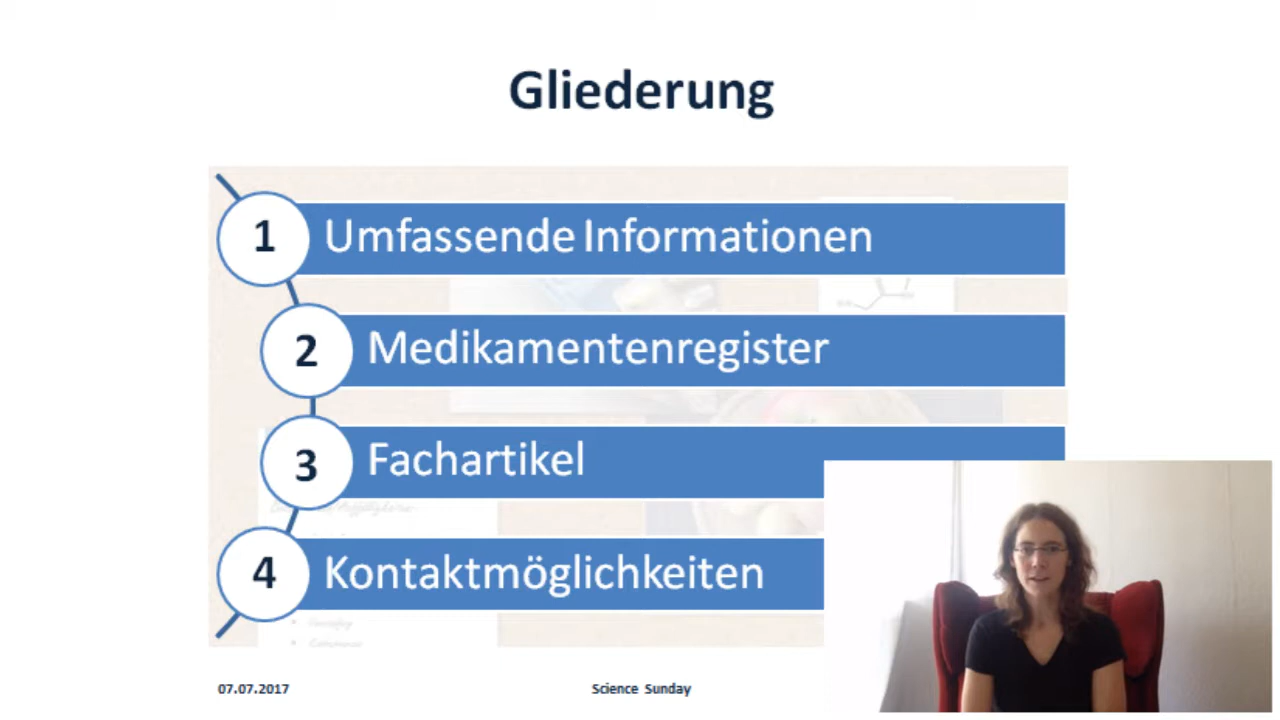 Gliederung
1 Umfassende Informationen
2 Medikamentenregister
3 Fachartikel
4 Kontaktmöglichkeiten
07.07.2017
Science Sunday